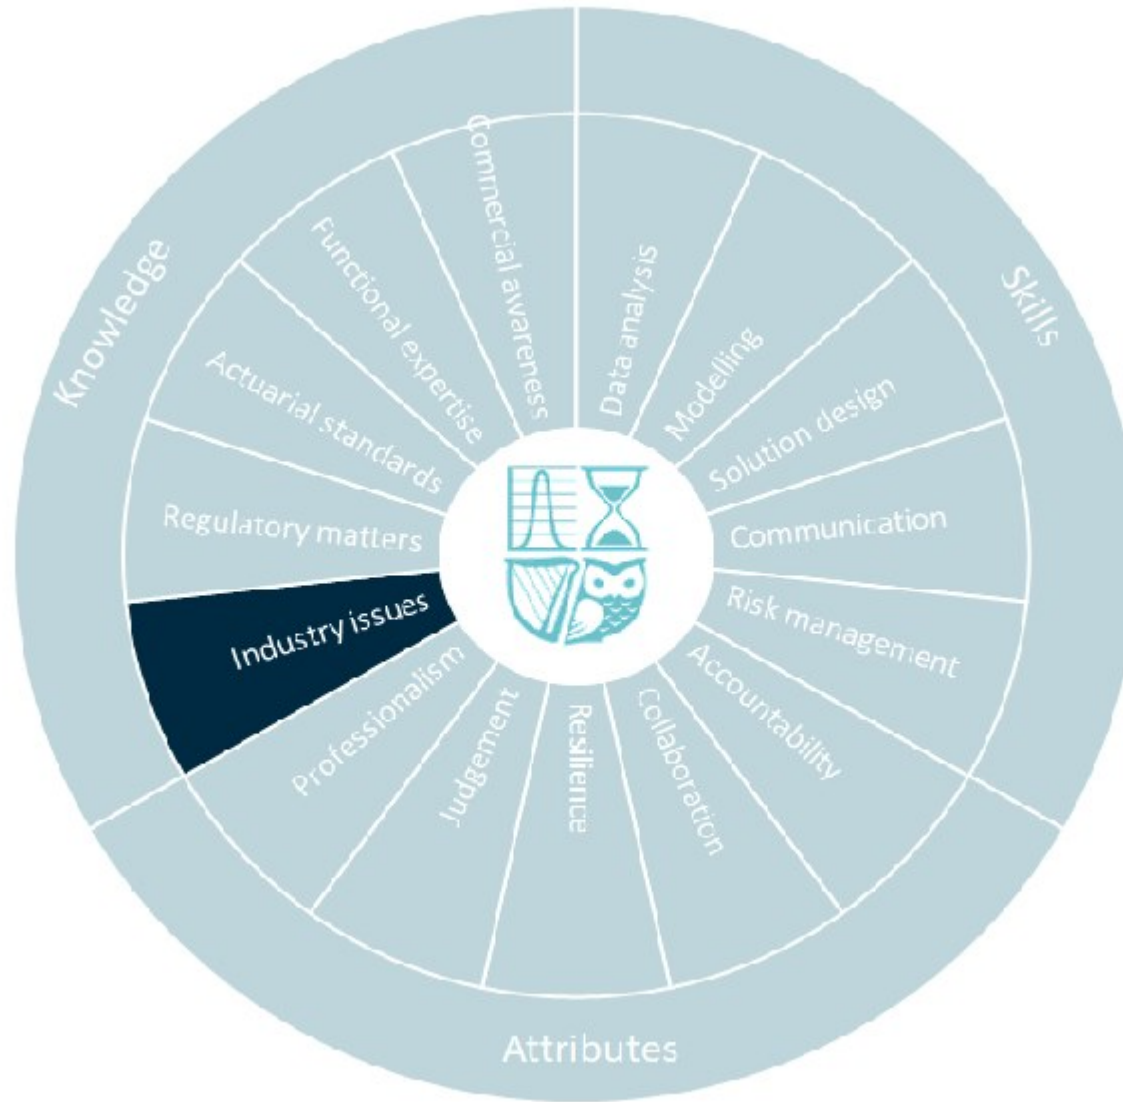 Knowledge
Commercial awareness
Functional expertise
Actuarial standards
Regulatory matters
Industry issues
Skills
Data analysis
Modelling
Solution design
Communication
Risk management
Attributes
Accountability
Collaboration
Resilience
Judgement
Professionalism